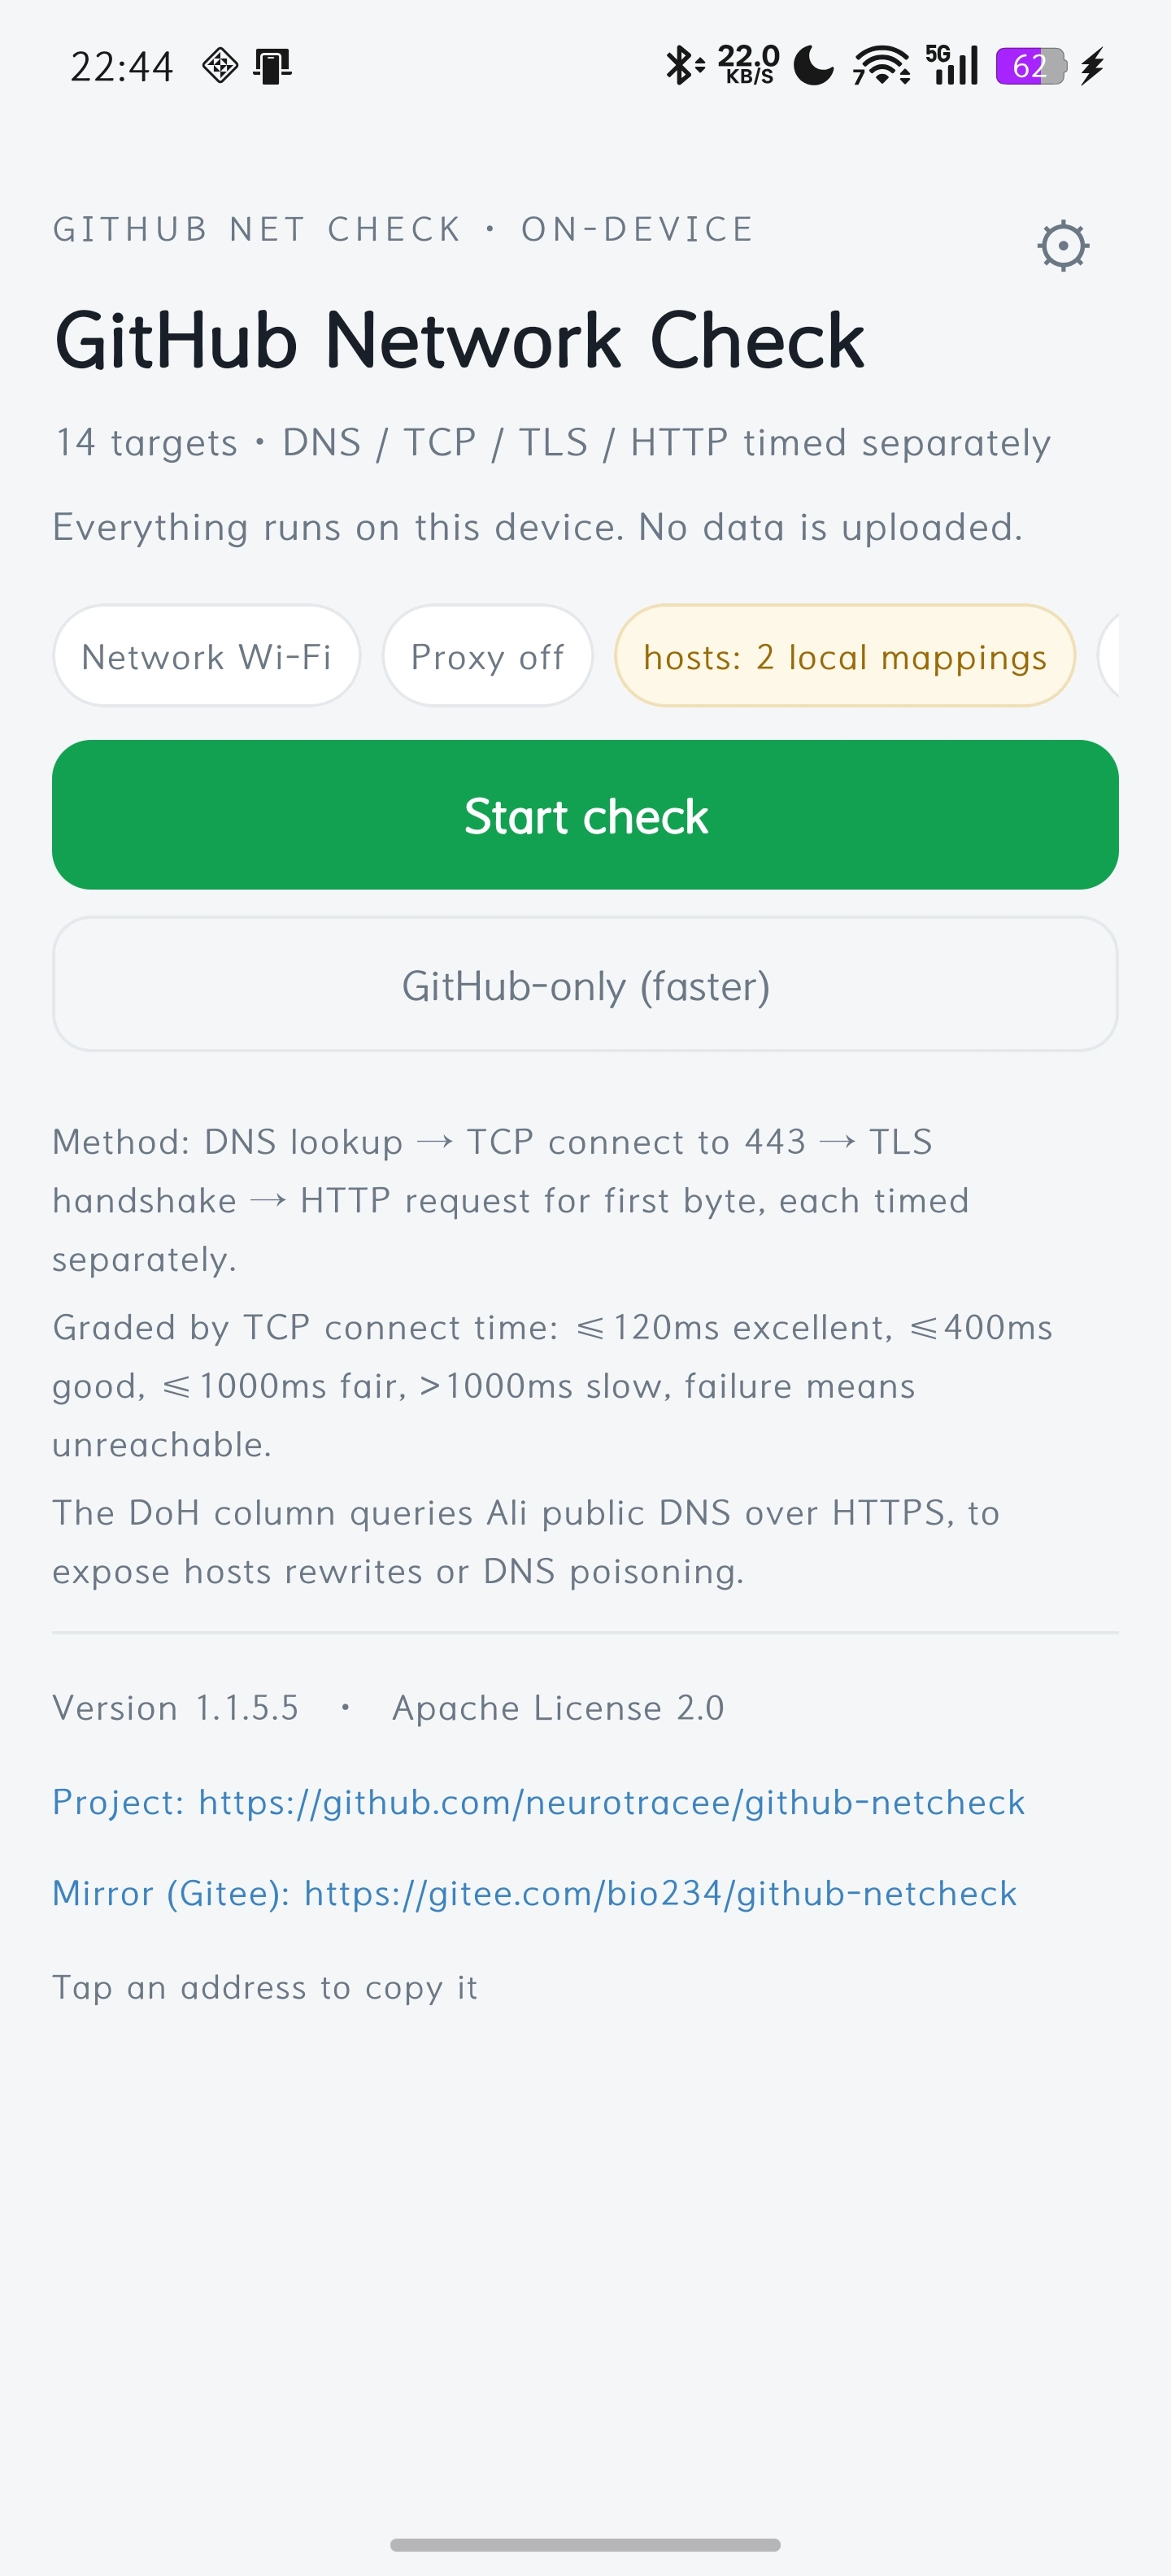 22:44
22.0
KB/S
7
5G
62
GITHUB NET CHECK • ON-DEVICE
GitHub Network Check
14 targets • DNS / TCP / TLS / HTTP timed separately
Everything runs on this device. No data is uploaded.
Network Wi-Fi
Proxy off
hosts: 2 local mappings
Start check
GitHub-only (faster)
Method: DNS lookup → TCP connect to 443 → TLS
handshake → HTTP request for first byte, each timed
separately.
Graded by TCP connect time: ≤120ms excellent, ≤400ms
good, ≤1000ms fair, >1000ms slow, failure means
unreachable.
The DoH column queries Ali public DNS over HTTPS, to
expose hosts rewrites or DNS poisoning.
Version 1.1.5.5 • Apache License 2.0
Project: https://github.com/neurotracee/github-netcheck
Mirror (Gitee): https://gitee.com/bio234/github-netcheck
Tap an address to copy it